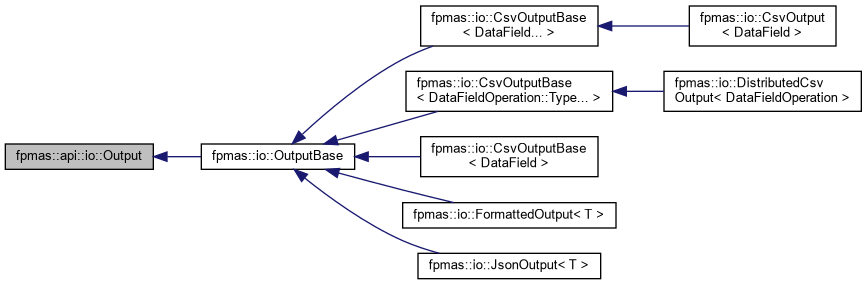 fpmas::io::CsvOutputBase
< DataField... >
fpmas::io::CsvOutput
< DataField >
fpmas::io::CsvOutputBase
< DataFieldOperation::Type... >
fpmas::io::DistributedCsv
Output< DataFieldOperation >
fpmas::api::io::Output
fpmas::io::OutputBase
fpmas::io::CsvOutputBase
< DataField >
fpmas::io::FormattedOutput< T >
fpmas::io::JsonOutput< T >